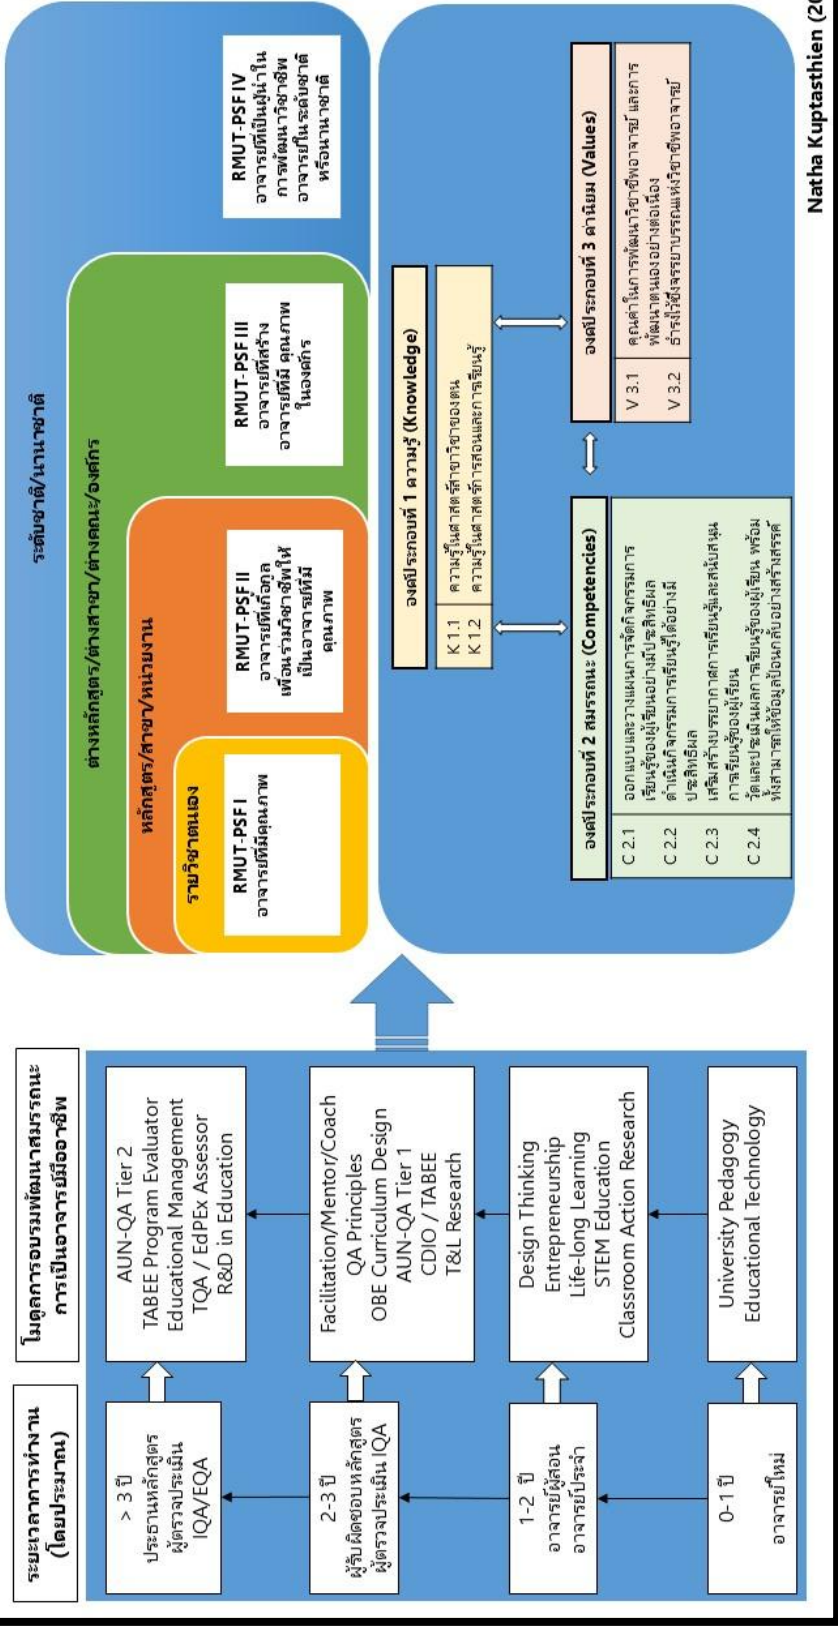 ระยะเวลาการทำงาน
(โดยประมาณ)
โมดูลการอบรมพัฒนาสมรรถนะ
การเป็นอาจารย์มืออาชีพ
> 3 ปี
ประธานหลักสูตร
ผู้ตรวจประเมิน
IQA/EQA
AUN-QA Tier 2
TABEE Program Evaluator
Educational Management
TQA / EdPEx Assessor
R&D in Education
2-3 ปี
ผู้รับผิดชอบหลักสูตร
ผู้ตรวจประเมิน IQA
Facilitation/Mentor/Coach
QA Principles
OBE Curriculum Design
AUN-QA Tier 1
CDIO / TABEE
T&L Research
1-2 ปี
อาจารย์ผู้สอน
อาจารย์ประจำ
Design Thinking
Entrepreneurship
Life-long Learning
STEM Education
Classroom Action Research
0-1 ปี
อาจารย์ใหม่
University Pedagogy
Educational Technology
ระดับชาติ/นานาชาติ
ต่างหลักสูตร/ต่างสาขา/ต่างคณะ/องค์กร
หลักสูตร/สาขา/หน่วยงาน
รายวิชาตนเอง
RMUT-PSF I
อาจารย์ที่มีคุณภาพ
RMUT-PSF II
อาจารย์ที่เกื้อกูล
เพื่อนร่วมวิชาชีพให้
เป็นอาจารย์ที่มี
คุณภาพ
RMUT-PSF III
อาจารย์ที่สร้าง
อาจารย์ที่มี คุณภาพ
ในองค์กร
RMUT-PSF IV
อาจารย์ที่เป็นผู้นำใน
การพัฒนาวิชาชีพ
อาจารย์ในระดับชาติ
หรือนานาชาติ
องค์ประกอบที่ 1 ความรู้ (Knowledge)
K 1.1 ความรู้ในศาสตร์สาขาวิชาของตน
K 1.2 ความรู้ในศาสตร์การสอนและการเรียนรู้
องค์ประกอบที่ 2 สมรรถนะ (Competencies)
C 2.1 ออกแบบและวางแผนการจัดกิจกรรมการ
เรียนรู้ของผู้เรียนอย่างมีประสิทธิผล
C 2.2 ดำเนินกิจกรรมการเรียนรู้ได้อย่างมี
ประสิทธิผล
C 2.3 เสริมสร้างบรรยากาศการเรียนรู้และสนับสนุน
การเรียนรู้ของผู้เรียน
C 2.4 วัดและประเมินผลการเรียนรู้ของผู้เรียน พร้อม
ทั้งสามารถให้ข้อมูลป้อนกลับอย่างสร้างสรรค์
องค์ประกอบที่ 3 ค่านิยม (Values)
V 3.1 คุณค่าในการพัฒนาวิชาชีพอาจารย์ และการ
พัฒนาตนเองอย่างต่อเนื่อง
V 3.2 ธำรงไว้ซึ่งจรรยาบรรณแห่งวิชาชีพอาจารย์
Natha Kuptasthien